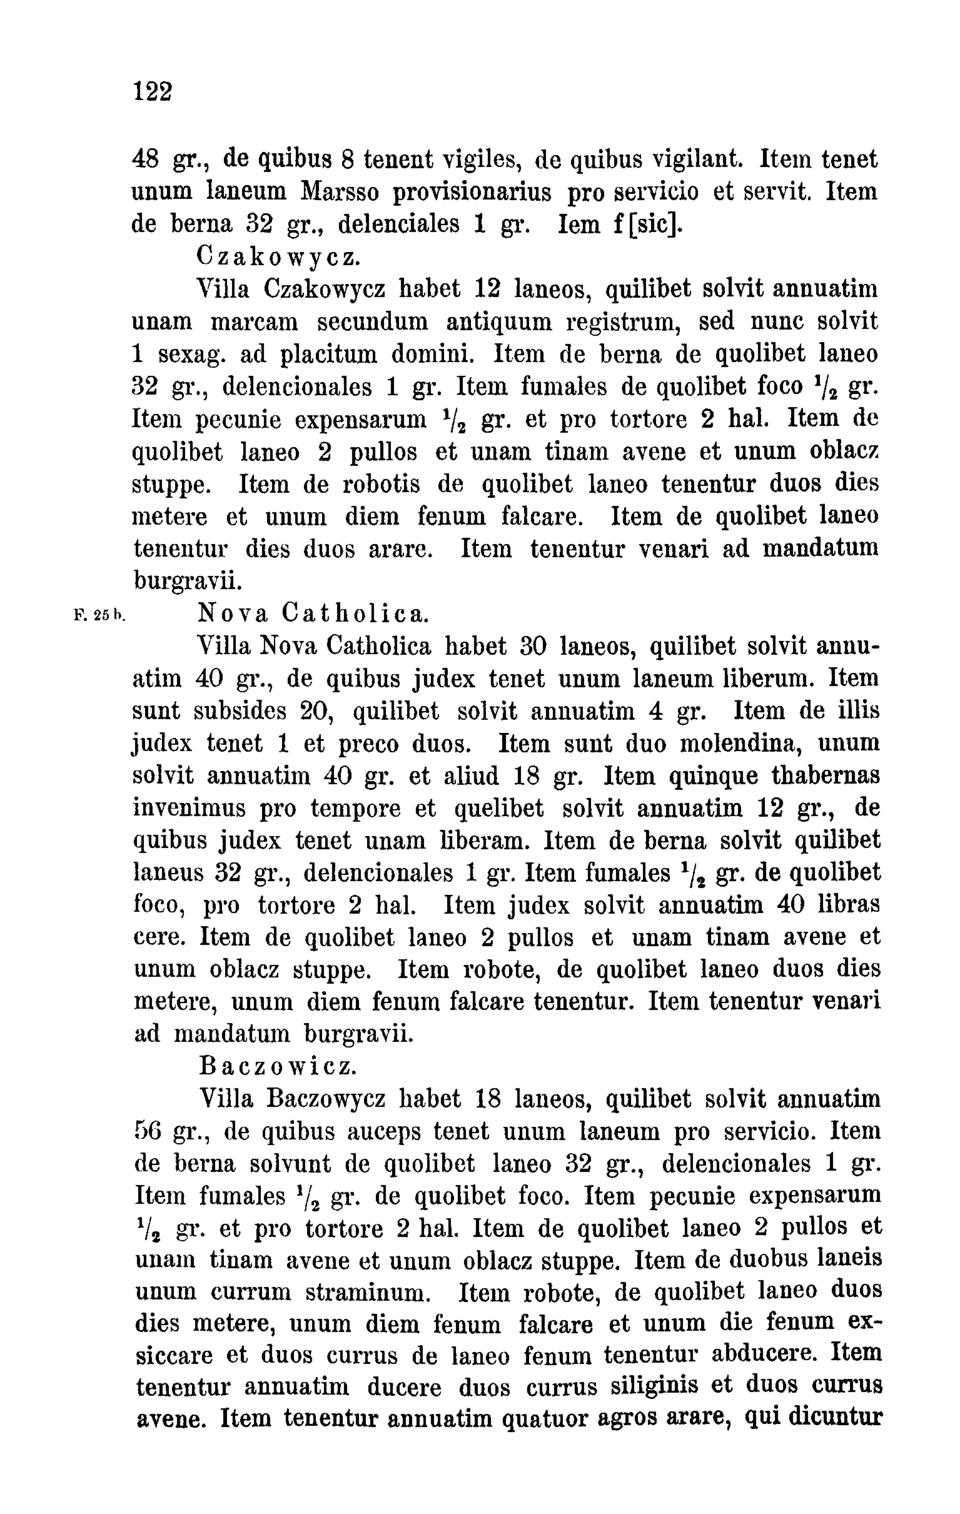 122
48 gr., de quibus 8 tenent vigiles, de quibus vigilant. Item tenet
unum laneum Marsso provisionarius pro servicio et servit. Item
de berna 32 gr., delenciales 1 gr. Iem f [sic].
Czakowycz.
Villa Czakowycz habet 12 laneos, quilibet solvit annuatim
unam marcam secundum antiquum registrum, sed nunc solvit
1 sexag. ad placitum domini. Item de berna de quolibet laneo
32 gr., delencionales 1 gr. Item fumales de quolibet foco ½ gr.
Item pecunie expensarum ½ gr. et pro tortore 2 hal. Item de
quolibet laneo 2 pullos et unam tinam avene et unum oblacz
stuppe. Item de robotis de quolibet laneo tenentur duos dies
metere et unum diem fenum falcare. Item de quolibet laneo
tenentur dies duos arare. Item tenentur venari ad mandatum
burgravii.
F. 25 b. Nova Catholica.
Villa Nova Catholica habet 30 laneos, quilibet solvit annu-
atim 40 gr., de quibus judex tenet unum laneum liberum. Item
sunt subsides 20, quilibet solvit annuatim 4 gr. Item de illis
judex tenet 1 et preco duos. Item sunt duo molendina, unum
solvit annuatim 40 gr. et aliud 18 gr. Item quinque thabernas
invenimus pro tempore et quelibet solvit annuatim 12 gr., de
quibus judex tenet unam liberam. Item de berna solvit quilibet
laneus 32 gr., delencionales 1 gr. Item fumales ½ gr. de quolibet
foco, pro tortore 2 hal. Item judex solvit annuatim 40 libras
cere. Item de quolibet laneo 2 pullos et unam tinam avene et
unum oblacz stuppe. Item robote, de quolibet laneo duos dies
metere, unum diem fenum falcare tenentur. Item tenentur venari
ad mandatum burgravii.
Baczowicz.
Villa Baczowycz habet 18 laneos, quilibet solvit annuatim
56 gr., de quibus auceps tenet unum laneum pro servicio. Item
de berna solvunt de quolibet laneo 32 gr., delencionales 1 gr.
Item fumales ½ gr. de quolibet foco. Item pecunie expensarum
½ gr. et pro tortore 2 hal. Item de quolibet laneo 2 pullos et
unam tinam avene et unum oblacz stuppe. Item de duobus laneis
unum currum straminum. Item robote, de quolibet laneo duos
dies metere, unum diem fenum falcare et unum die fenum ex-
siccare et duos currus de laneo fenum tenentur abducere. Item
tenentur annuatim ducere duos currus siliginis et duos currus
avene. Item tenentur annuatim quatuor agros arare, qui dicuntur